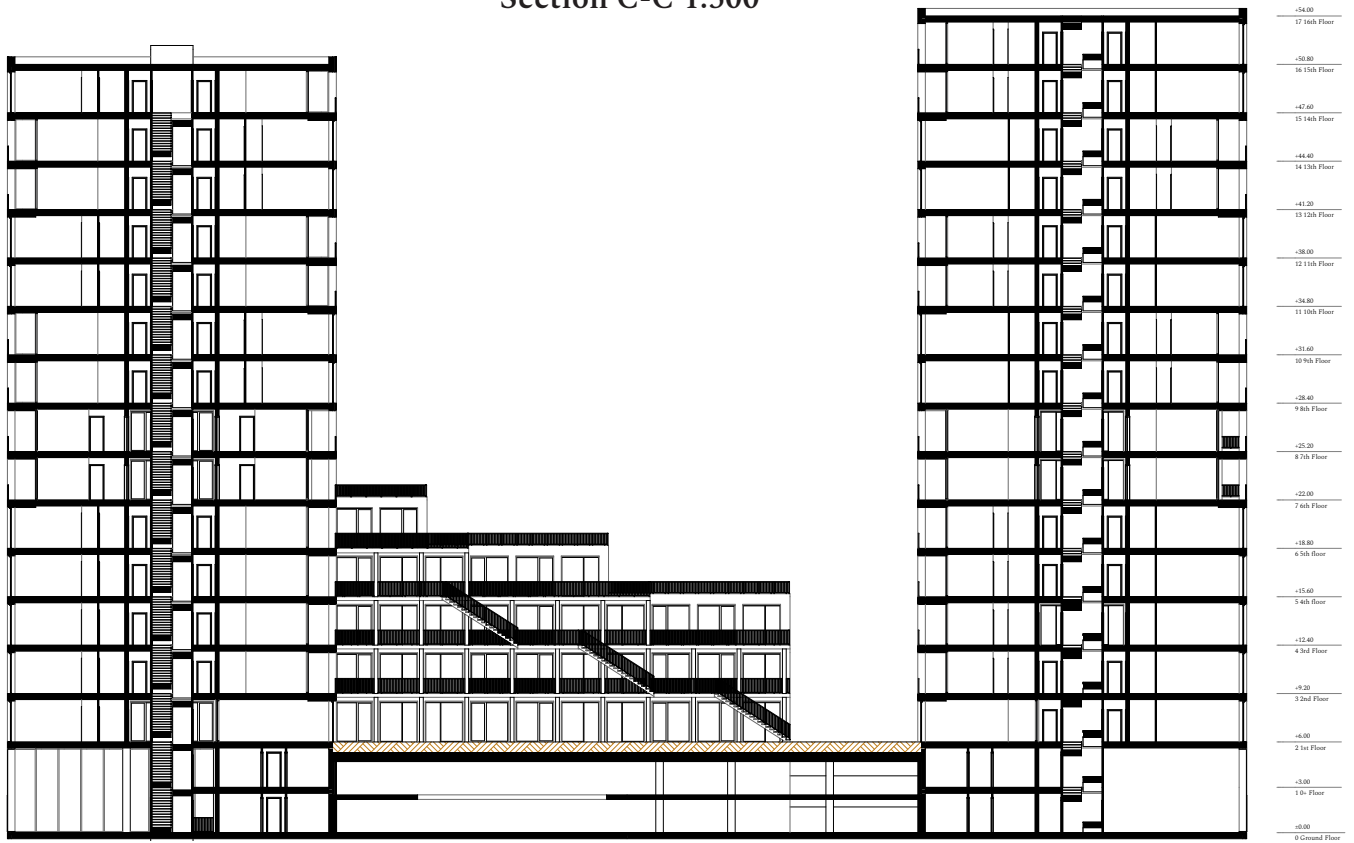 Section C-C 1:500
+54.00
17 16th Floor
+50.80
16 15th Floor
+47.60
15 14th Floor
+44.40
14 13th Floor
+41.20
13 12th Floor
+38.00
12 11th Floor
+34.80
11 10th Floor
+31.60
10 9th Floor
+28.40
9 8th Floor
+25.20
8 7th Floor
+22.00
7 6th Floor
+18.80
6 5th floor
+15.60
5 4th floor
+12.40
4 3rd Floor
+9.20
3 2nd Floor
+6.00
2 1st Floor
+3.00
1 0+ Floor
±0.00
0 Ground Floor